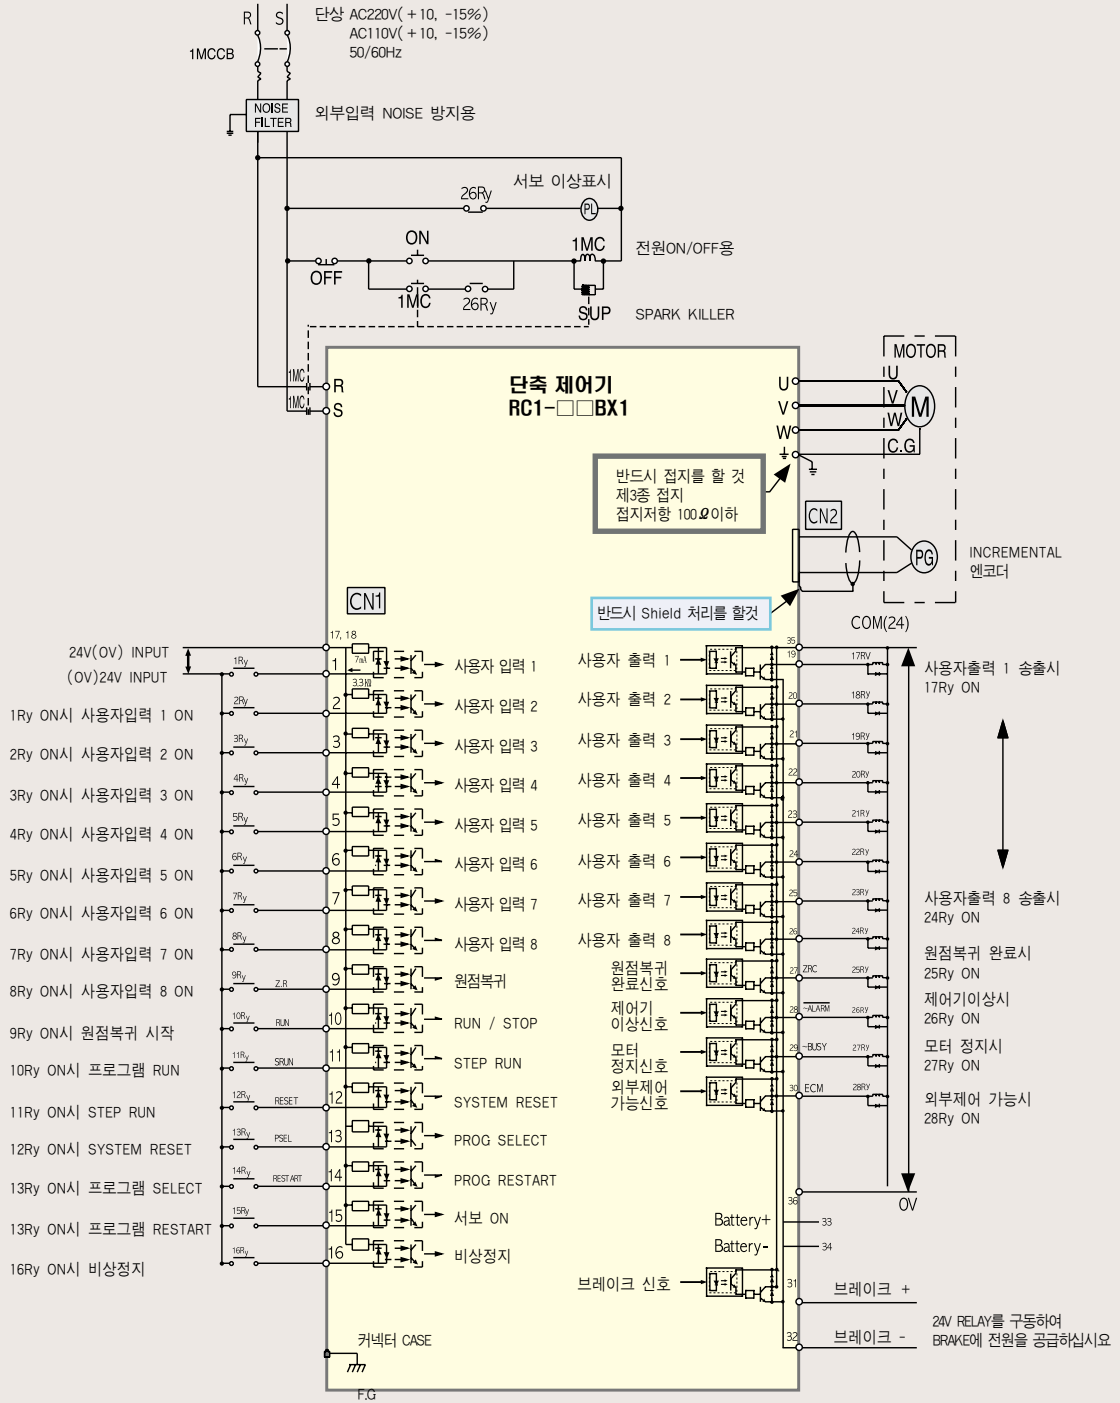 R S
단상 AC220V( +10, -15%)
AC110V( +10, -15%)
50/60Hz
1MCCB
NOISE
FILTER
외부입력 NOISE 방지용
서보 이상표시
26Ry
PL
ON
1MC
전원ON/OFF용
OFF
1MC
26Ry
SUP
SPARK KILLER
MOTOR
1MC
R
1MC
S
단축 제어기
RC1-□□BX1
U
V
W
U
V
W
C.G
M
반드시 접지를 할 것
제3종 접지
접지저항 100Ω이하
CN2
PG
INCREMENTAL
엔코더
CN1
반드시 Shield 처리를 할것
COM(24)
24V(OV) INPUT
(OV)24V INPUT
17, 18
7mA
3.3㏀
1Ry
1
사용자 입력 1
1Ry ON시 사용자입력 1 ON
2Ry
2
사용자 입력 2
2Ry ON시 사용자입력 2 ON
3Ry
3
사용자 입력 3
3Ry ON시 사용자입력 3 ON
4Ry
4
사용자 입력 4
4Ry ON시 사용자입력 4 ON
5Ry
5
사용자 입력 5
5Ry ON시 사용자입력 5 ON
6Ry
6
사용자 입력 6
6Ry ON시 사용자입력 6 ON
7Ry
7
사용자 입력 7
7Ry ON시 사용자입력 7 ON
8Ry
8
사용자 입력 8
8Ry ON시 사용자입력 8 ON
9Ry
Z.R
9
원점복귀
9Ry ON시 원점복귀 시작
10Ry
RUN
10
RUN / STOP
10Ry ON시 프로그램 RUN
11Ry
SRUN
11
STEP RUN
11Ry ON시 STEP RUN
12Ry
RESET
12
SYSTEM RESET
12Ry ON시 SYSTEM RESET
13Ry
PSEL
13
PROG SELECT
13Ry ON시 프로그램 SELECT
14Ry
RESTART
14
PROG RESTART
13Ry ON시 프로그램 RESTART
15Ry
15
서보 ON
16Ry
16
비상정지
16Ry ON시 비상정지
커넥터 CASE
F.G
35
사용자 출력 1
19
17RV
사용자출력 1 송출시
17Ry ON
사용자 출력 2
20
18Ry
사용자 출력 3
21
19Ry
사용자 출력 4
22
20Ry
사용자 출력 5
23
21Ry
사용자 출력 6
24
22Ry
사용자 출력 7
25
23Ry
사용자출력 8 송출시
24Ry ON
사용자 출력 8
26
24Ry
원점복귀
완료신호
27
ZRC
25Ry
원점복귀 완료시
25Ry ON
제어기
이상신호
28
~ALARM
26Ry
제어기이상시
26Ry ON
모터
정지신호
29
~BUSY
27Ry
모터 정지시
27Ry ON
외부제어
가능신호
30
ECM
28Ry
외부제어 가능시
28Ry ON
36
OV
Battery+
33
Battery-
34
브레이크 신호
31
브레이크 +
32
브레이크 -
24V RELAY를 구동하여
BRAKE에 전원을 공급하십시요